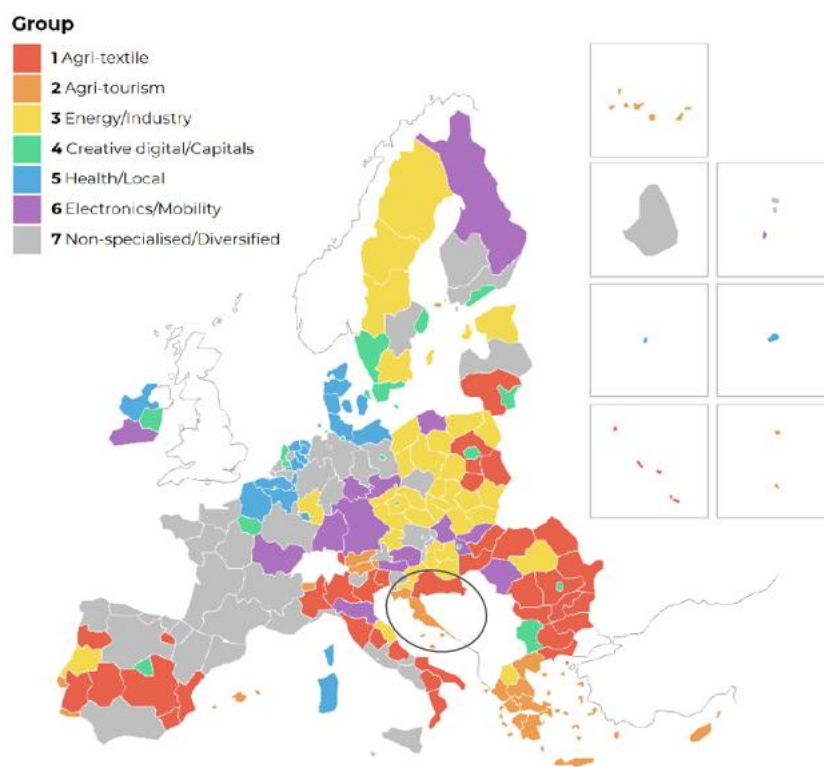 Group
1 Agri-textile
2 Agri-tourism
3 Energy/Industry
4 Creative digital/Capitals
5 Health/Local
6 Electronics/Mobility
7 Non-specialised/Diversified